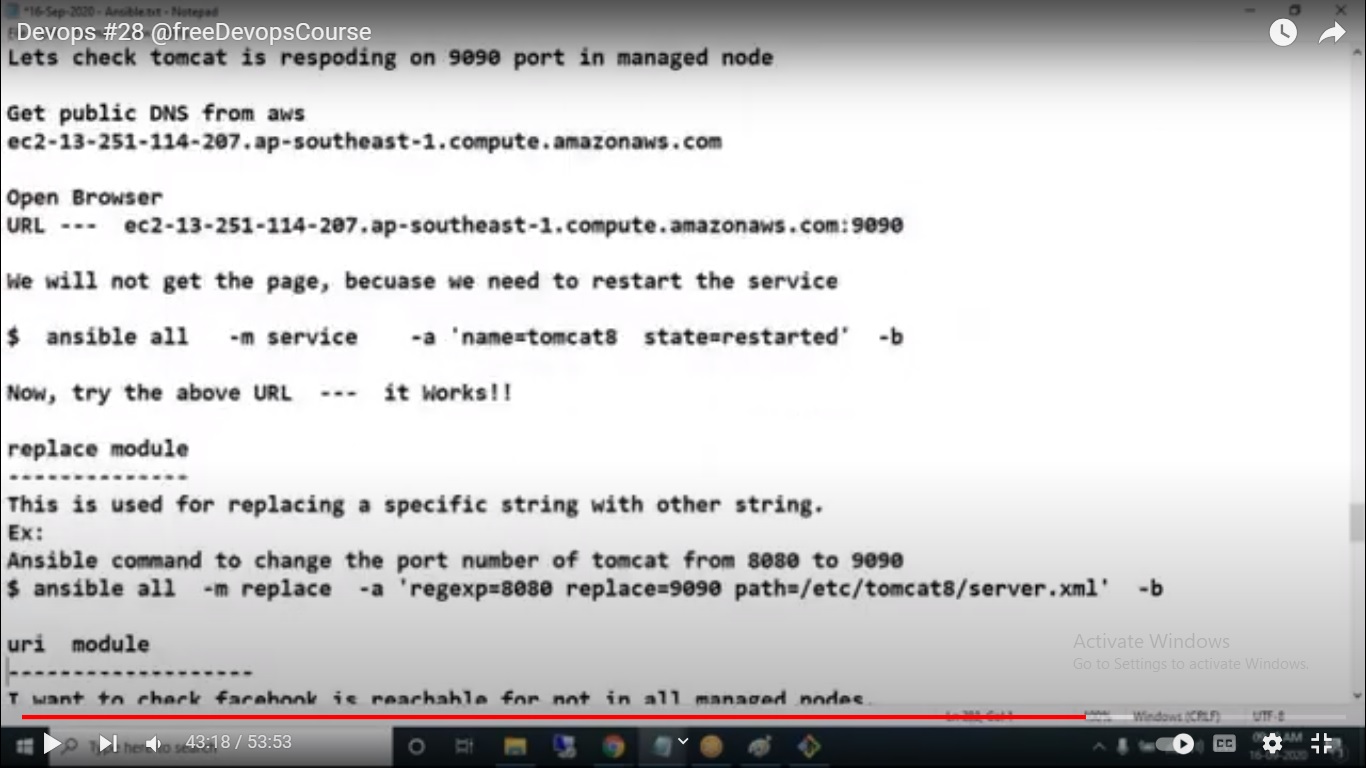 *16-Sep-2020 - Ansible.txt - Notepad
Devops #28 @freeDevopsCourse
Lets check tomcat is respoding on 9090 port in managed node
Get public DNS from aws
ec2-13-251-114-207.ap-southeast-1.compute.amazonaws.com
Open Browser
URL --- ec2-13-251-114-207.ap-southeast-1.compute.amazonaws.com:9090
We will not get the page, becuase we need to restart the service
$ ansible all -m service -a 'name=tomcat8 state=restarted' -b
Now, try the above URL --- it Works!!
replace module
--------------
This is used for replacing a specific string with other string.
Ex:
Ansible command to change the port number of tomcat from 8080 to 9090
$ ansible all -m replace -a 'regexp=8080 replace=9090 path=/etc/tomcat8/server.xml' -b
uri module
-------------------
I want to check facebook is reachable for not in all managed nodes.
Activate Windows
Go to Settings to activate Windows.
100% Windows (CRLF) UTF-8
Type here to search
43:18 / 53:53
CC
16-09-2020